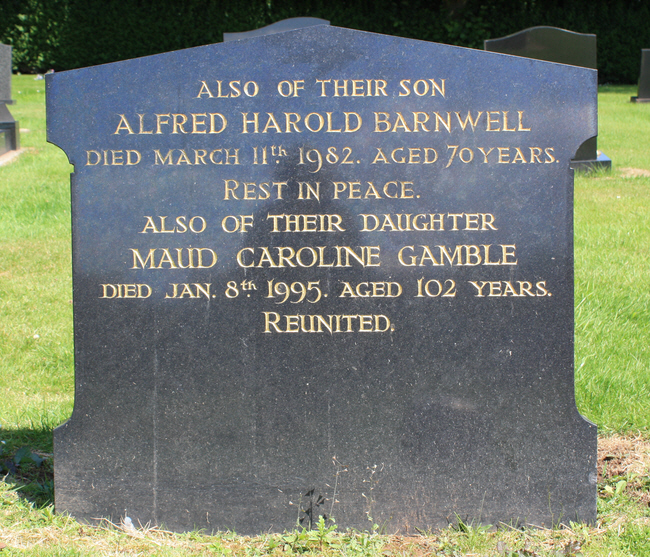 ALSO OF THEIR SON
ALFRED HAROLD BARNWELL
DIED MARCH 11th. 1982. AGED 70 YEARS.
REST IN PEACE.
ALSO OF THEIR DAUGHTER
MAUD CAROLINE GAMBLE
DIED JAN. 8th. 1995. AGED 102 YEARS.
REUNITED.